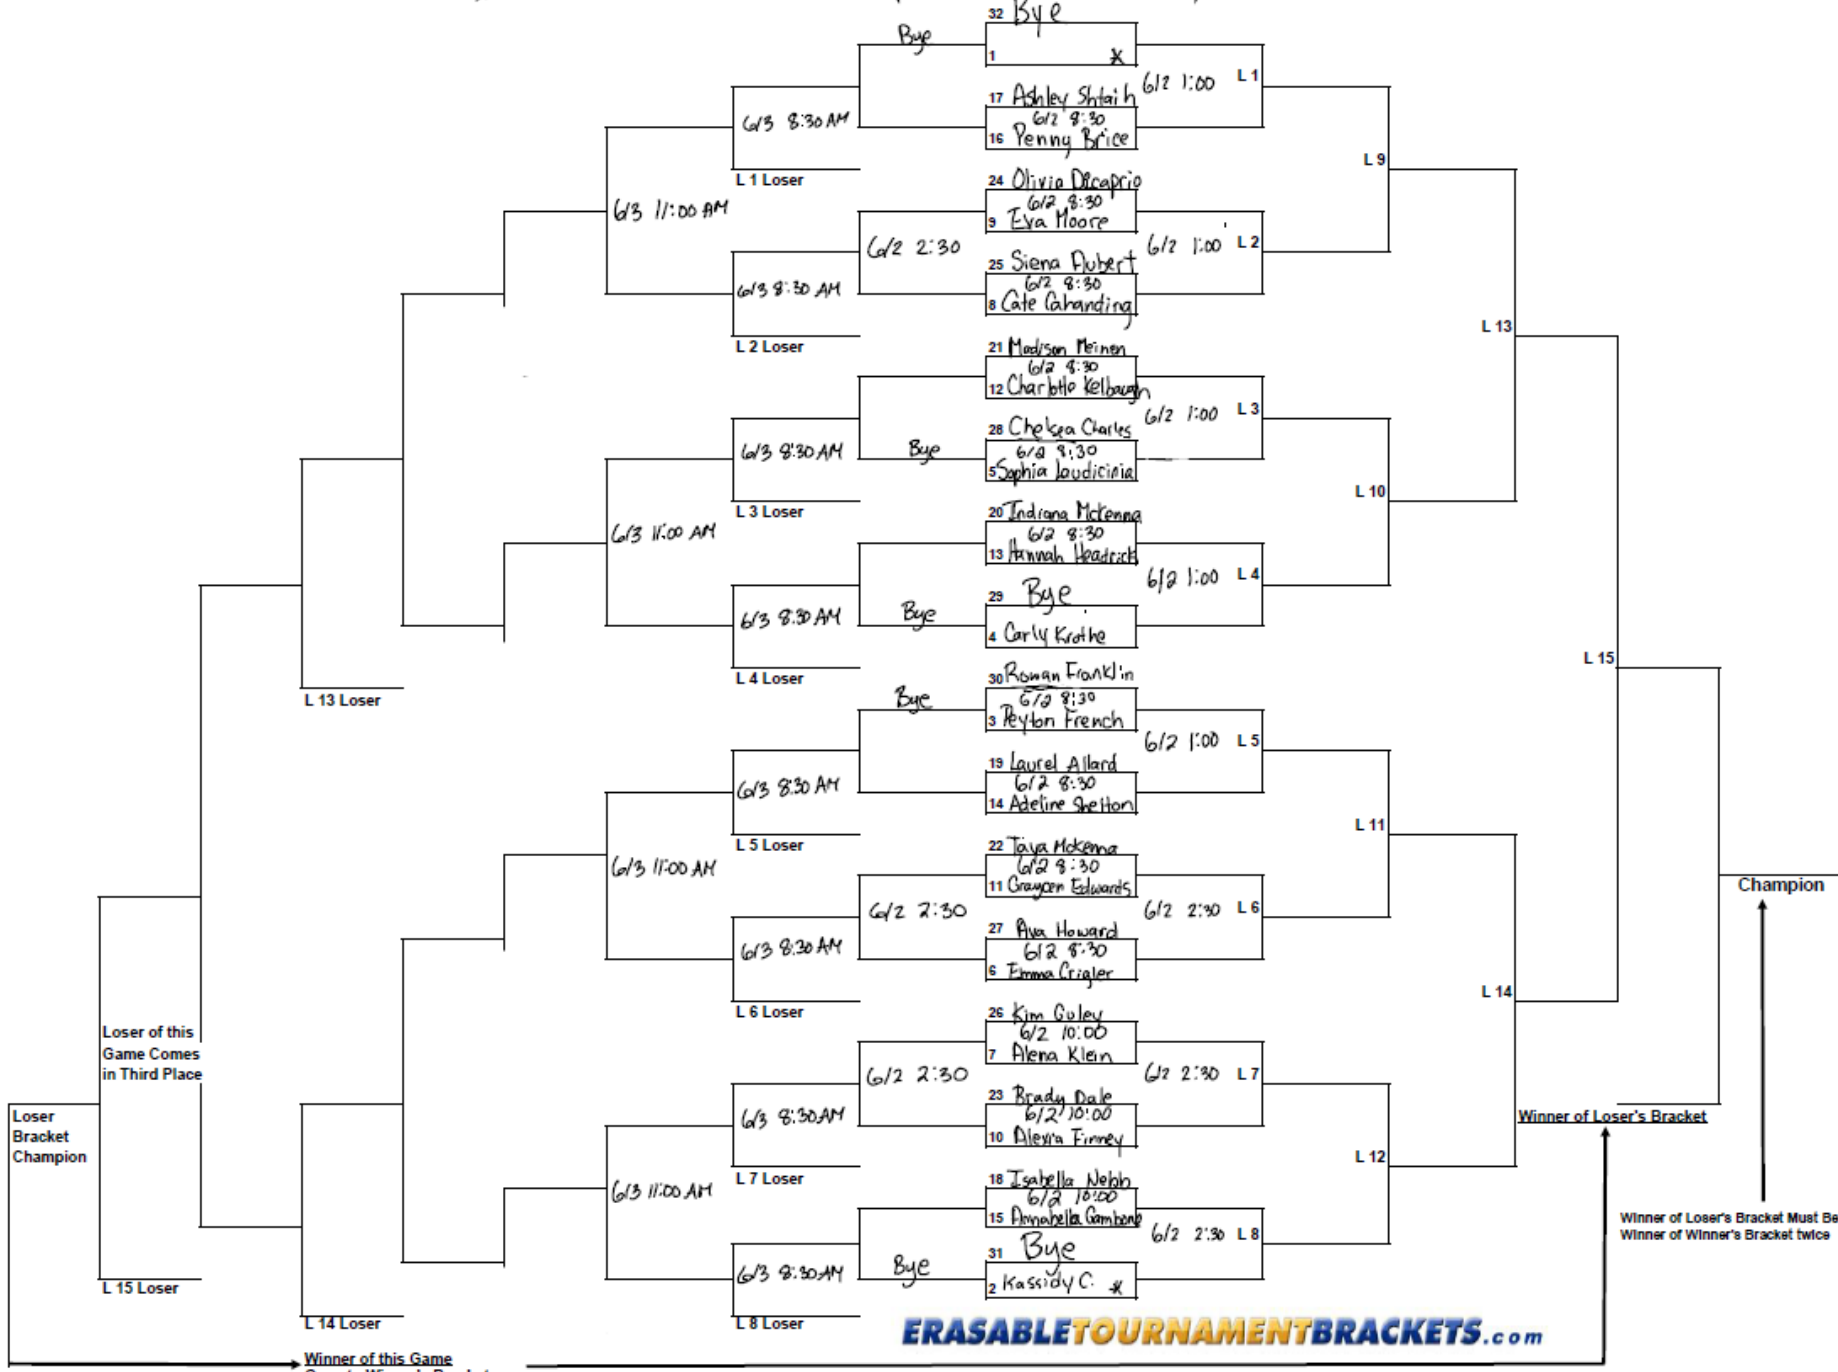 32 Bye
Bye
1 *
6/2 1:00 L 1
17 Ashley Shtaih
6/2 8:30
16 Penny Brice
6/3 8:30 AM
L 1 Loser
L 9
24 Olivia Dicaprio
6/2 8:30
9 Eva Moore
6/3 11:00 AM
6/2 2:30
6/2 1:00 L 2
25 Siena Aubert
6/2 8:30
8 Cate Cahanding
6/3 8:30 AM
L 2 Loser
L 13
21 Madison Meinen
6/2 8:30
12 Charlotte Kelbaugh
6/2 1:00 L 3
28 Chelsea Charles
6/2 8:30
5 Sophia Laudicinia
6/3 8:30 AM
Bye
L 3 Loser
L 10
20 Indiana McKenna
6/2 8:30
13 Hannah Headrick
6/3 11:00 AM
6/2 1:00 L 4
29 Bye
4 Carly Krothe
6/3 8:30 AM
Bye
L 4 Loser
L 13 Loser
L 15
30 Rowan Franklin
6/2 8:30
3 Peyton French
Bye
6/2 1:00 L 5
19 Laurel Allard
6/2 8:30
14 Adeline Shelton
6/3 8:30 AM
L 5 Loser
L 11
22 Taya McKenna
6/2 8:30
11 Graycen Edwards
6/3 11:00 AM
6/2 2:30
6/2 2:30 L 6
Champion
27 Ava Howard
6/2 8:30
6 Emma Crigler
6/3 8:30 AM
L 6 Loser
L 14
26 Kim Guley
6/2 10:00
7 Alena Klein
Loser of this
Game Comes
in Third Place
6/2 2:30
6/2 2:30 L 7
23 Brady Dale
6/2 10:00
10 Alexia Finney
6/3 8:30 AM
Loser
Bracket
Champion
Winner of Loser's Bracket
L 7 Loser
L 12
18 Isabella Nebb
6/2 10:00
15 Annabella Gambone
6/3 11:00 AM
6/2 2:30 L 8
Winner of Loser's Bracket Must Be
Winner of Winner's Bracket twice
31 Bye
2 Kassidy C. *
6/3 8:30 AM
Bye
L 15 Loser
L 14 Loser
L 8 Loser
ERASABLETOURNAMENTBRACKETS.com
Winner of this Game